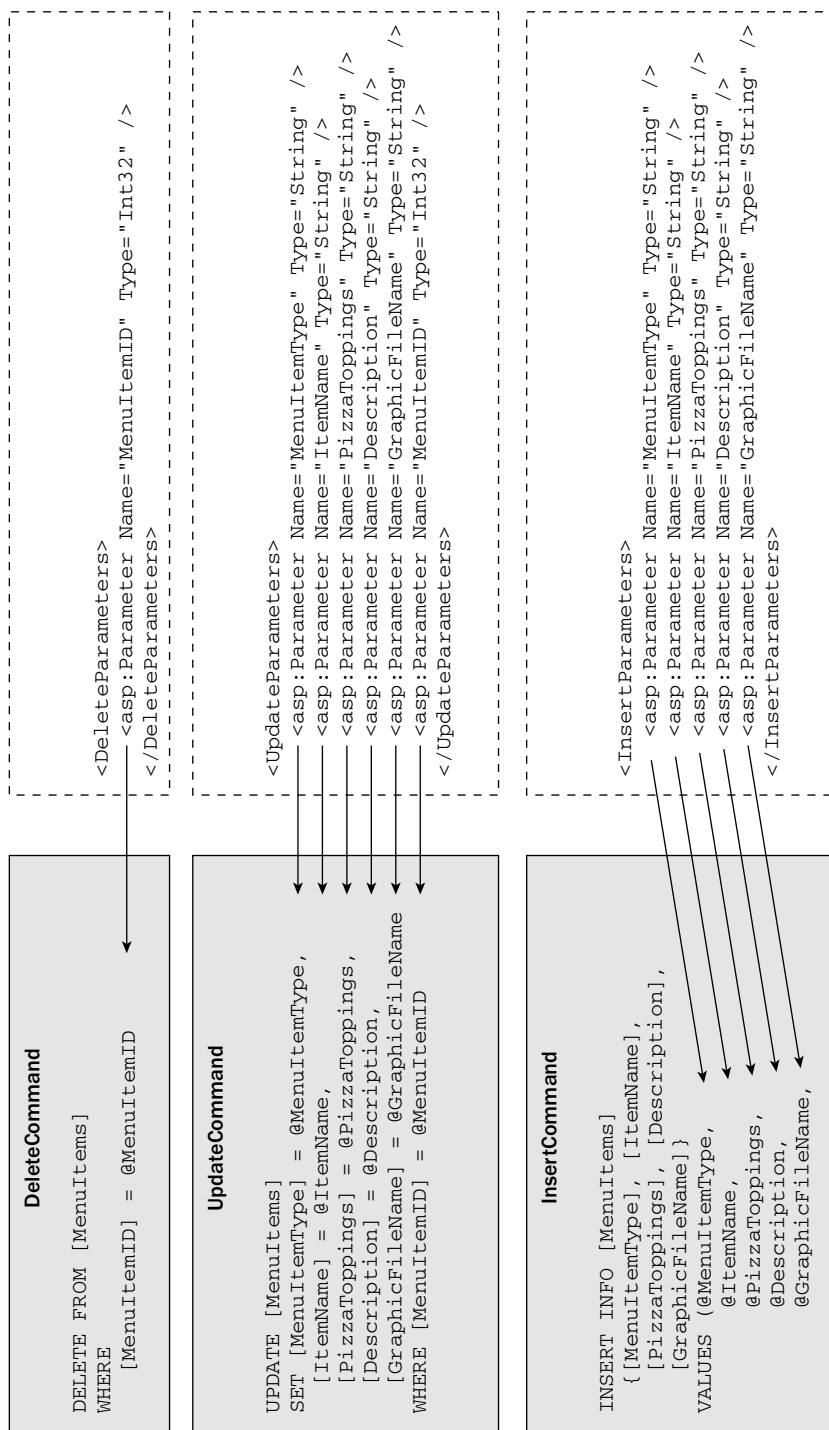 DeleteCommand
DELETE FROM [MenuItems]
WHERE
[MenuItemID] = @MenuItemID
<DeleteParameters>
<asp:Parameter Name="MenuItemID" Type="Int32" />
</DeleteParameters>
UpdateCommand
UPDATE [MenuItems]
SET [MenuItemType] = @MenuItemType,
[ItemName] = @ItemName,
[PizzaToppings] = @PizzaToppings,
[Description] = @Description,
[GraphicFileName] = @GraphicFileName
WHERE [MenuItemID] = @MenuItemID
<UpdateParameters>
<asp:Parameter Name="MenuItemType" Type="String" />
<asp:Parameter Name="ItemName" Type="String" />
<asp:Parameter Name="PizzaToppings" Type="String" />
<asp:Parameter Name="Description" Type="String" />
<asp:Parameter Name="GraphicFileName" Type="String" />
<asp:Parameter Name="MenuItemID" Type="Int32" />
</UpdateParameters>
InsertCommand
INSERT INFO [MenuItems]
{[MenuItemType], [ItemName],
[PizzaToppings], [Description],
[GraphicFileName]}
VALUES (@MenuItemType,
@ItemName,
@PizzaToppings,
@Description,
@GraphicFileName,
<InsertParameters>
<asp:Parameter Name="MenuItemType" Type="String" />
<asp:Parameter Name="ItemName" Type="String" />
<asp:Parameter Name="PizzaToppings" Type="String" />
<asp:Parameter Name="Description" Type="String" />
<asp:Parameter Name="GraphicFileName" Type="String" />
</InsertParameters>